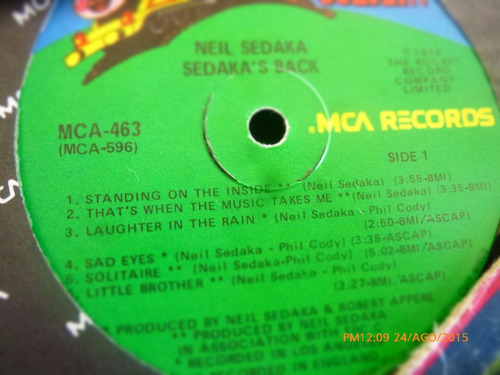 COMPANY
NEIL SEDAKA
SEDAKA'S BACK
℗ 1974
THE ROCKET
RECORD
COMPANY
LIMITED
MCA-463
(MCA-596)
.MCA RECORDS
SIDE 1
1. STANDING ON THE INSIDE ** (Neil Sedaka) (3:55-BMI)
2. THAT'S WHEN THE MUSIC TAKES ME **(Neil Sedaka) (3:35-BMI)
3. LAUGHTER IN THE RAIN * (Neil Sedaka - Phil Cody)
(2:50-BMI/ASCAP)
4. SAD EYES * (Neil Sedaka - Phil Cody) (3:38-ASCAP)
5. SOLITAIRE ** (Neil Sedaka-Phil Cody) (5:02-BMI/ASCAP)
6. LITTLE BROTHER ** (Neil Sedaka - Phil Cody)
(3:27-BMI/ASCAP)
* PRODUCED BY NEIL SEDAKA & ROBERT APPERE
** PRODUCED BY NEIL SEDAKA
IN ASSOCIATION WITH
* RECORDED IN LOS
RECORDED IN ENGLAND
PM12:09 24/AGO/2015